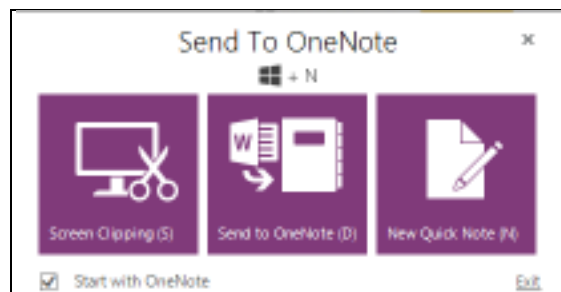 Send To OneNote
+ N
W
Screen Clipping (S)
Send to OneNote (D)
New Quick Note (N)
Start with OneNote
Exit